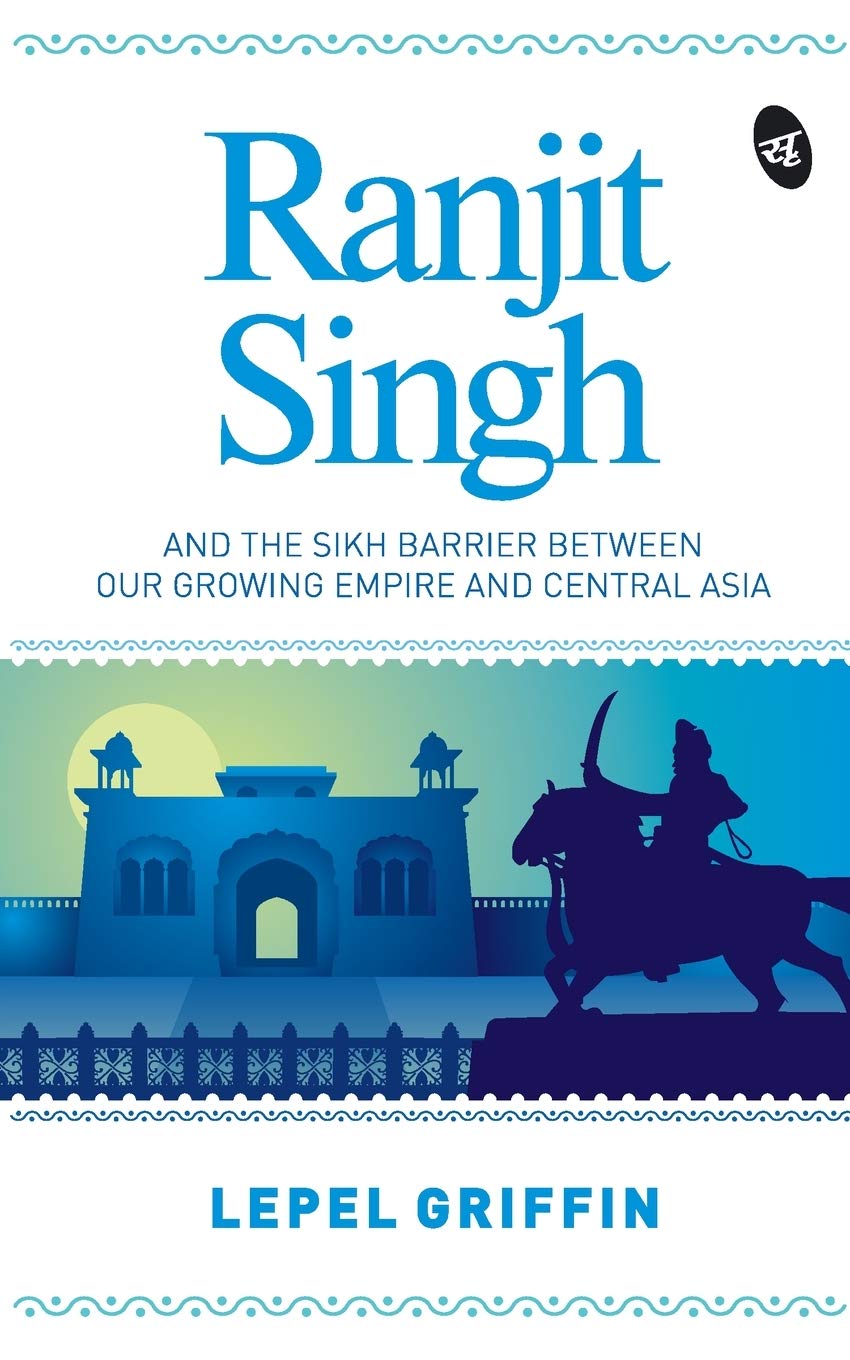 सृ
Ranjit
Singh
AND THE SIKH BARRIER BETWEEN
OUR GROWING EMPIRE AND CENTRAL ASIA
LEPEL GRIFFIN